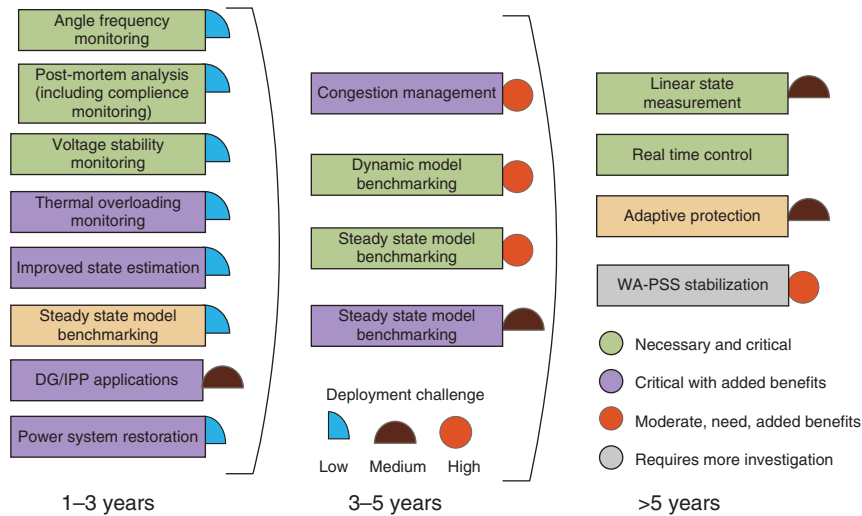 Angle frequency
monitoring
Post-mortem analysis
(including complience
monitoring)
Voltage stability
monitoring
Thermal overloading
monitoring
Improved state estimation
Steady state model
benchmarking
DG/IPP applications
Power system restoration
1–3 years
Congestion management
Dynamic model
benchmarking
Steady state model
benchmarking
Steady state model
benchmarking
Deployment challenge
Low Medium High
3–5 years
Linear state
measurement
Real time control
Adaptive protection
WA-PSS stabilization
Necessary and critical
Critical with added benefits
Moderate, need, added benefits
Requires more investigation
>5 years